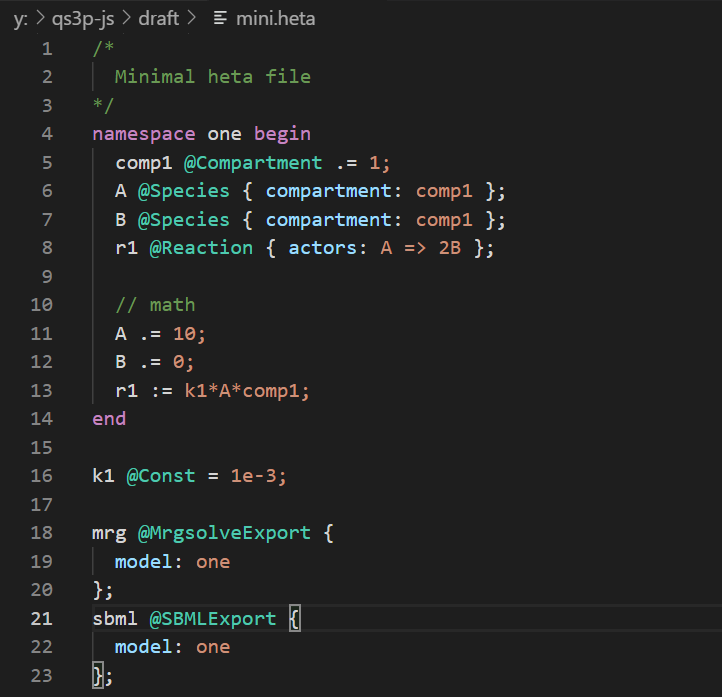 y: > qs3p-js > draft > mini.heta
1 /*
2   Minimal heta file
3 */
4 namespace one begin
5   comp1 @Compartment .= 1;
6   A @Species { compartment: comp1 };
7   B @Species { compartment: comp1 };
8   r1 @Reaction { actors: A => 2B };
9
10   // math
11   A .= 10;
12   B .= 0;
13   r1 := k1*A*comp1;
14 end
15
16 k1 @Const = 1e-3;
17
18 mrg @MrgsolveExport {
19   model: one
20 };
21 sbml @SBMLExport {
22   model: one
23 };